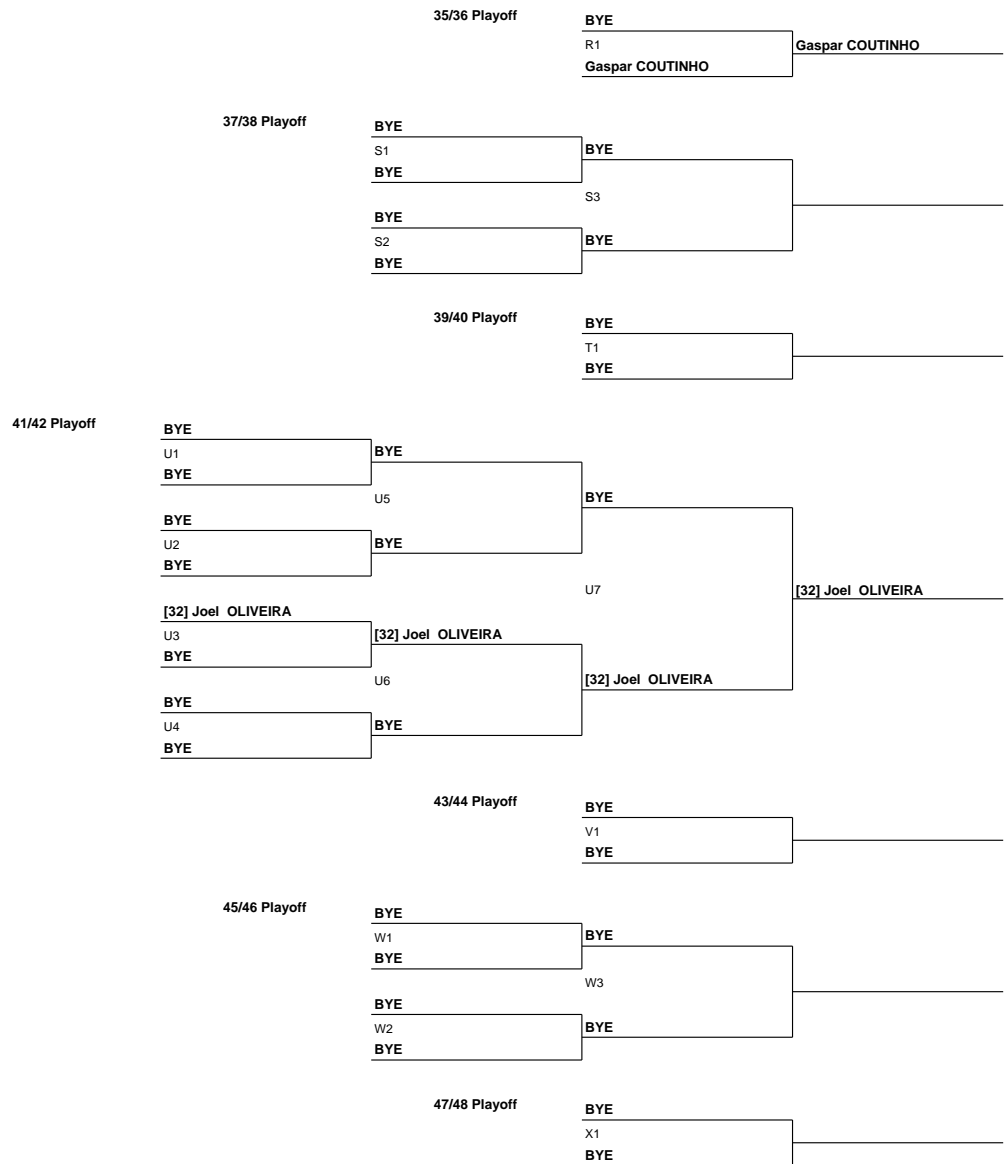 35/36 Playoff
BYE
R1
Gaspar COUTINHO
Gaspar COUTINHO
37/38 Playoff
BYE
S1
BYE
BYE
S3
BYE
S2
BYE
BYE
39/40 Playoff
BYE
T1
BYE
41/42 Playoff
BYE
U1
BYE
BYE
U5
BYE
BYE
U2
BYE
BYE
U7
[32] Joel OLIVEIRA
[32] Joel OLIVEIRA
U3
[32] Joel OLIVEIRA
BYE
U6
[32] Joel OLIVEIRA
BYE
U4
BYE
BYE
43/44 Playoff
BYE
V1
BYE
45/46 Playoff
BYE
W1
BYE
BYE
W3
BYE
W2
BYE
BYE
47/48 Playoff
BYE
X1
BYE